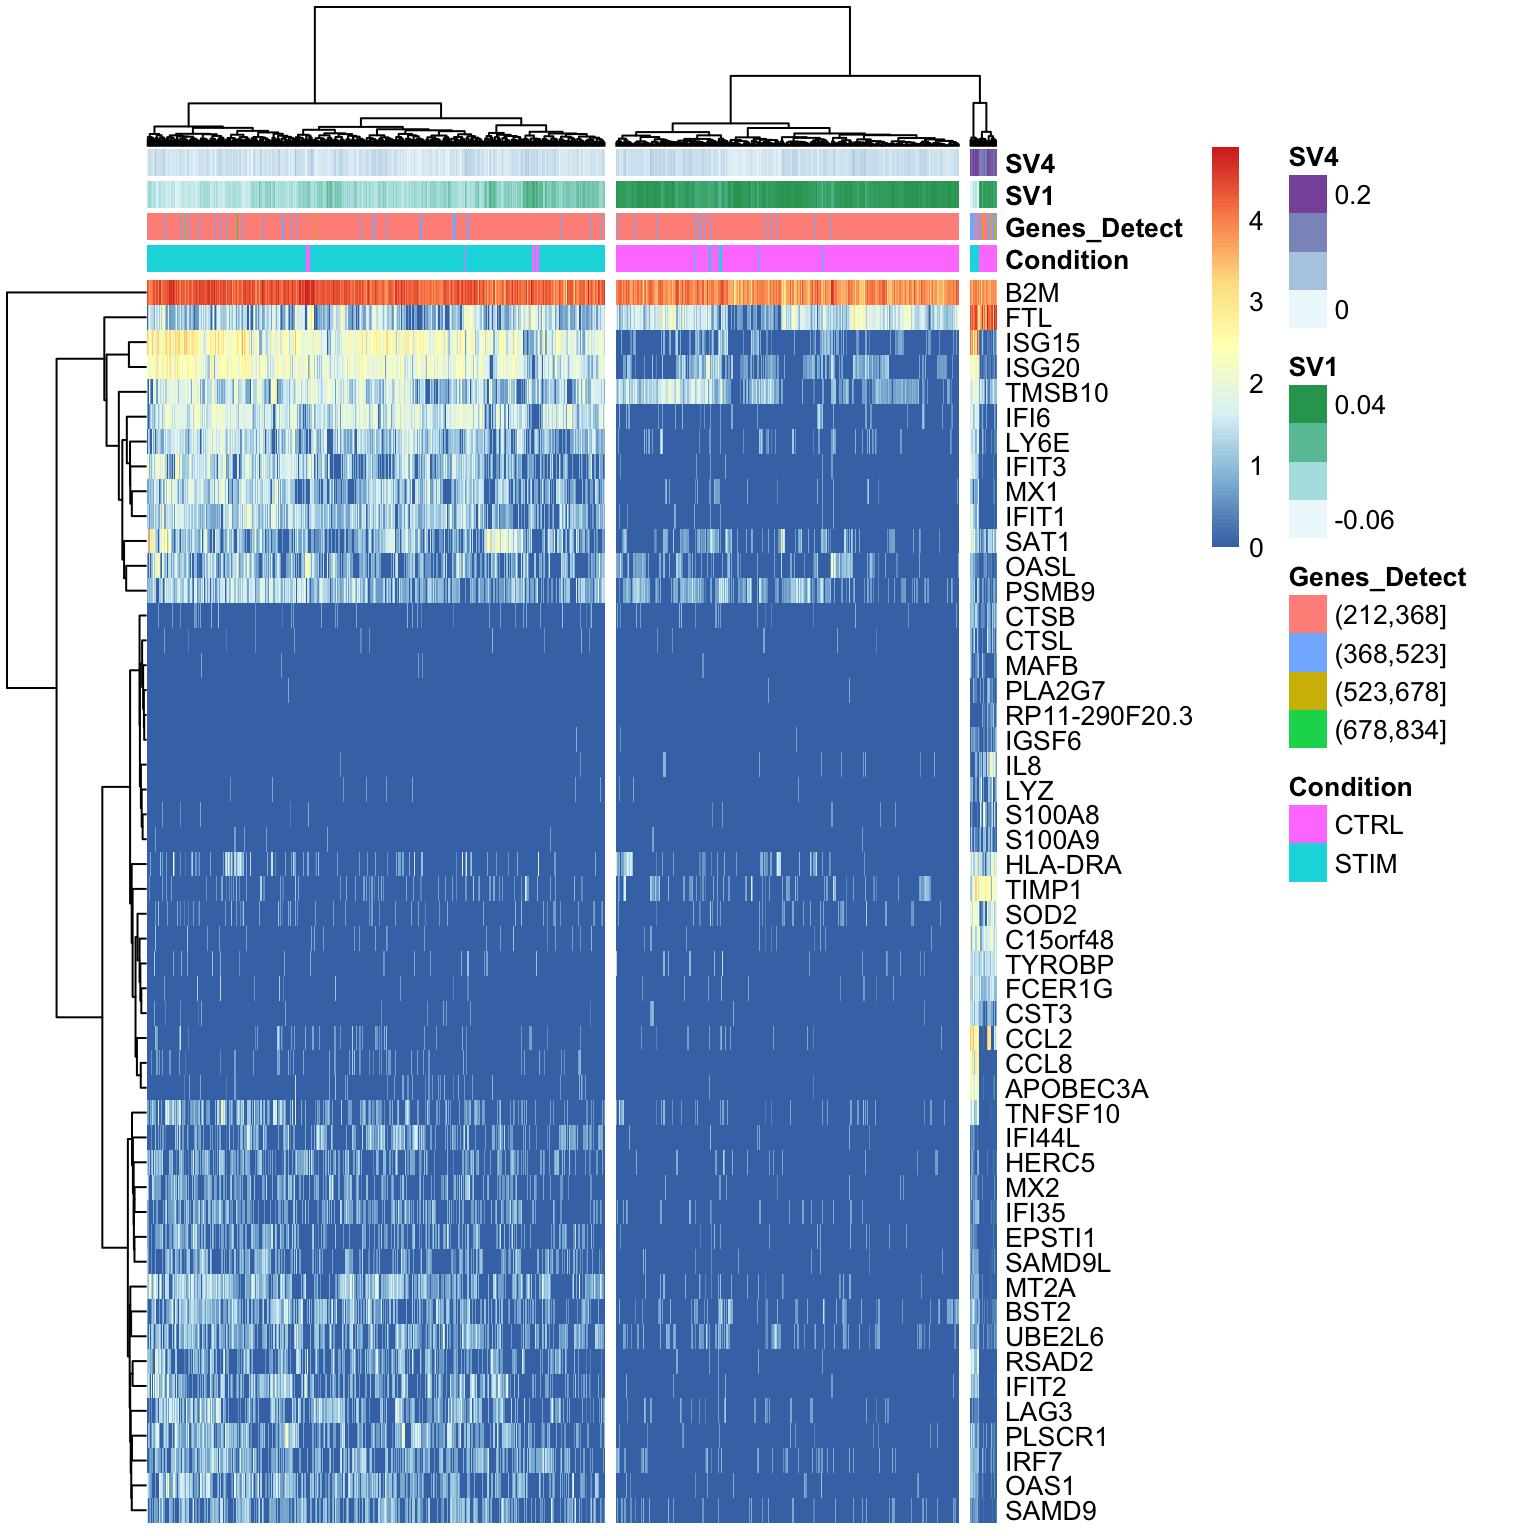 SV4
SV1
Genes_Detect
Condition
B2M
FTL
ISG15
ISG20
TMSB10
IFI6
LY6E
IFIT3
MX1
IFIT1
SAT1
OASL
PSMB9
CTSB
CTSL
MAFB
PLA2G7
RP11-290F20.3
IGSF6
IL8
LYZ
S100A8
S100A9
HLA-DRA
TIMP1
SOD2
C15orf48
TYROBP
FCER1G
CST3
CCL2
CCL8
APOBEC3A
TNFSF10
IFI44L
HERC5
MX2
IFI35
EPSTI1
SAMD9L
MT2A
BST2
UBE2L6
RSAD2
IFIT2
LAG3
PLSCR1
IRF7
OAS1
SAMD9
4
3
2
1
0
SV4
0.2
0
SV1
0.04
-0.06
Genes_Detect
(212,368]
(368,523]
(523,678]
(678,834]
Condition
CTRL
STIM